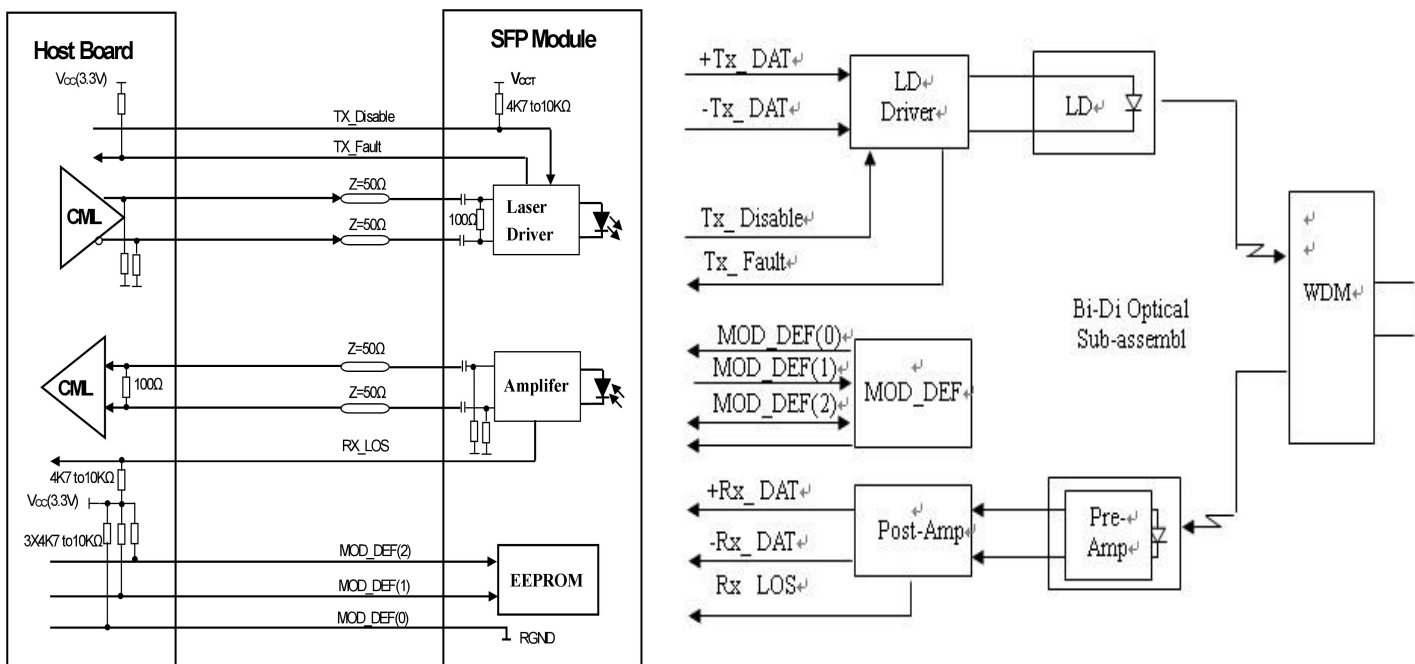 Host Board
SFP Module
VCC(3.3V)
VCCT
4K7 to10KΩ
TX_Disable
TX_Fault
CML
Z=50Ω
Z=50Ω
100Ω
Laser
Driver
CML
100Ω
Z=50Ω
Z=50Ω
Amplifer
RX_LOS
4K7 to10KΩ
VCC(3.3V)
3X4K7 to10KΩ
MOD_DEF(2)
MOD_DEF(1)
MOD_DEF(0)
EEPROM
RGND
+Tx_DAT
-Tx_DAT
LD
Driver
LD
Tx_Disable
Tx_Fault
WDM
Bi-Di Optical
Sub-assembl
MOD_DEF(0)
MOD_DEF(1)
MOD_DEF(2)
MOD_DEF
+Rx_DAT
-Rx_DAT
Rx LOS
Post-Amp
Pre-
Amp